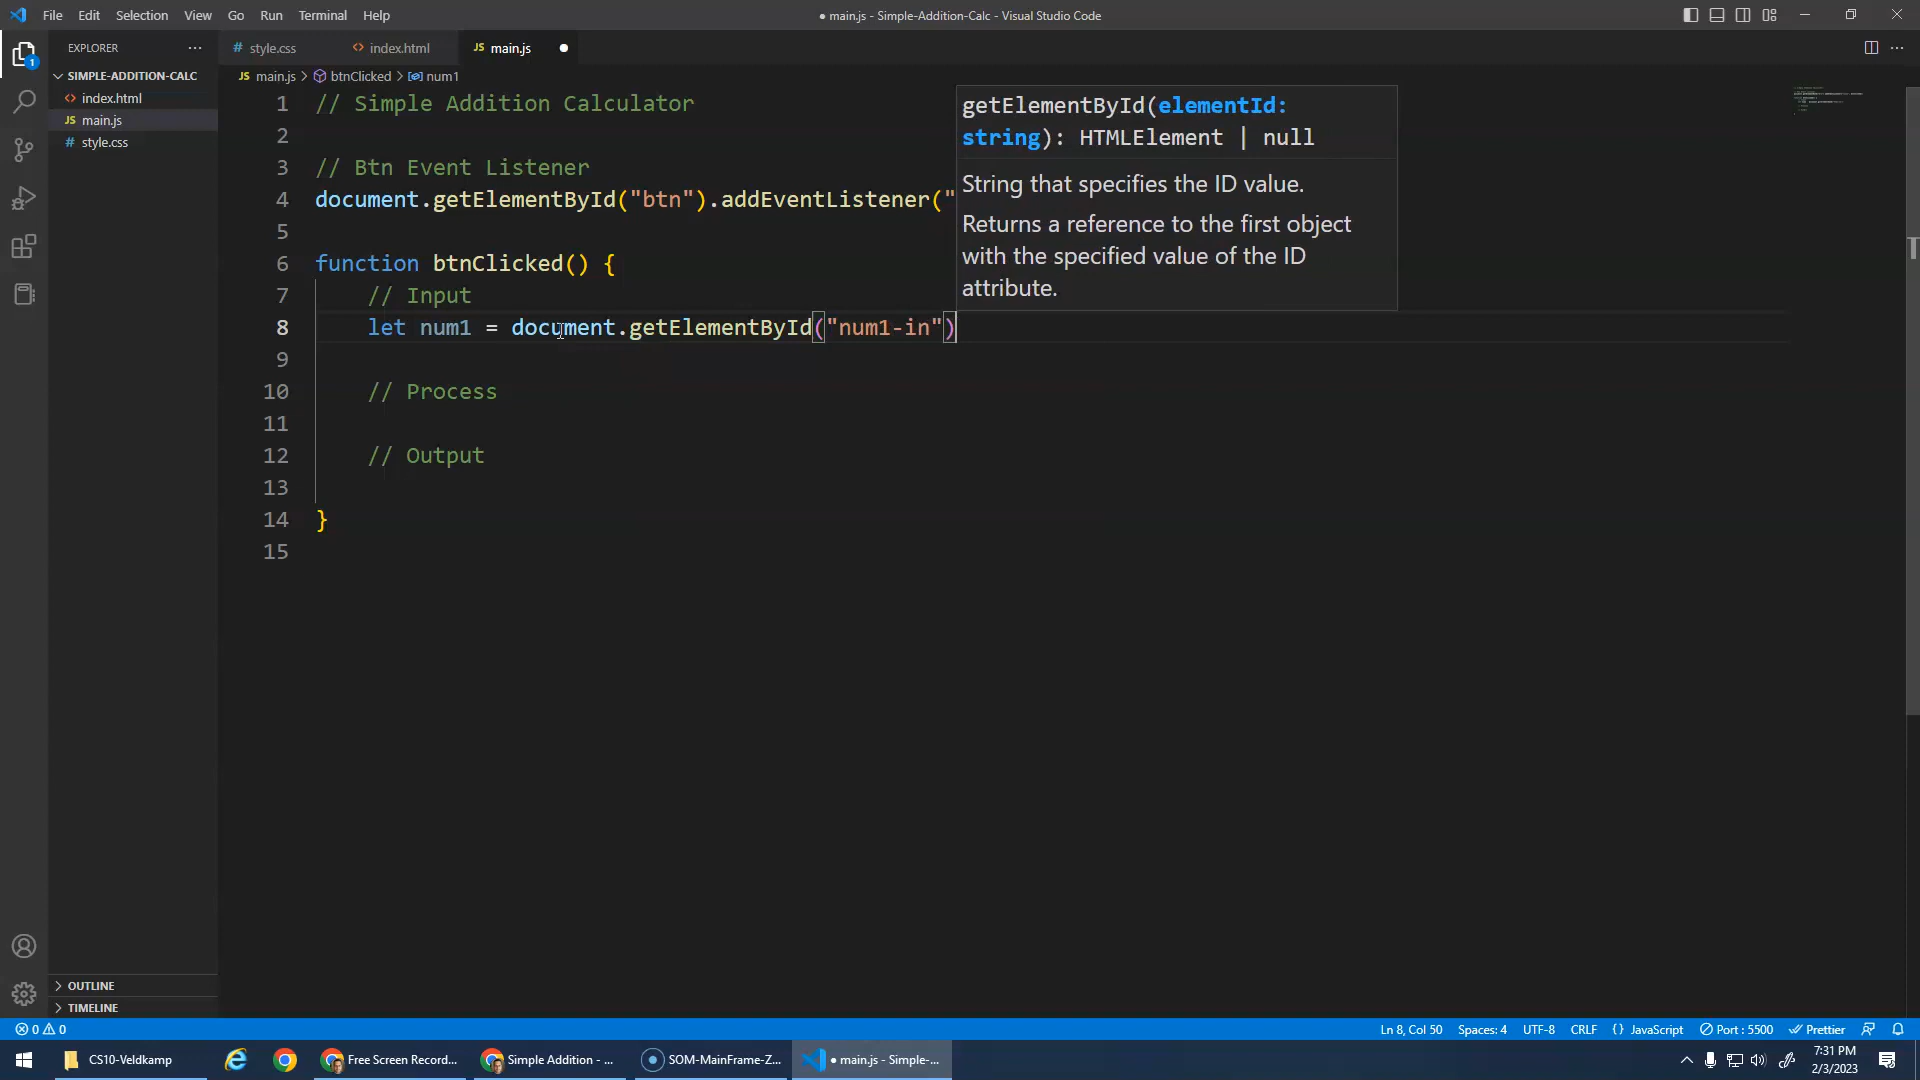 File Edit Selection View Go Run Terminal Help
● main.js - Simple-Addition-Calc - Visual Studio Code
EXPLORER
# style.css <> index.html JS main.js ●
SIMPLE-ADDITION-CALC
JS main.js > btnClicked > num1
<> index.html
JS main.js
# style.css
1 // Simple Addition Calculator
2
3 // Btn Event Listener
4 document.getElementById("btn").addEventListener("
5
6 function btnClicked() {
7 // Input
8 let num1 = document.getElementById("num1-in")
9
10 // Process
11
12 // Output
13
14 }
15
getElementById(elementId:
string): HTMLElement | null
String that specifies the ID value.
Returns a reference to the first object
with the specified value of the ID
attribute.
1
OUTLINE
TIMELINE
0 0
Ln 8, Col 50 Spaces: 4 UTF-8 CRLF {} JavaScript Port : 5500 Prettier
CS10-Veldkamp
Free Screen Record...
Simple Addition - ...
SOM-MainFrame-Z...
● main.js - Simple-...
7:31 PM
2/3/2023